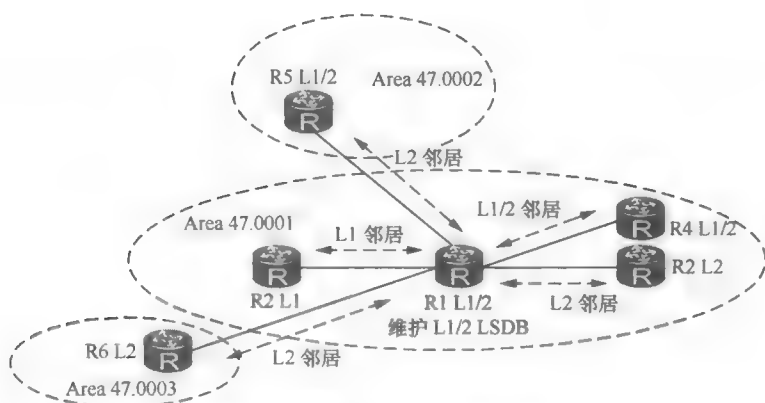 R5 L1/2
Area 47.0002
R
L2 邻居
Area 47.0001
L1 邻居
L1/2 邻居
R
R4 L1/2
R
R
R
R2 L1
R1 L1/2
L2 邻居
R2 L2
维护 L1/2 LSDB
R6 L2
R
L2 邻居
Area 47.0003